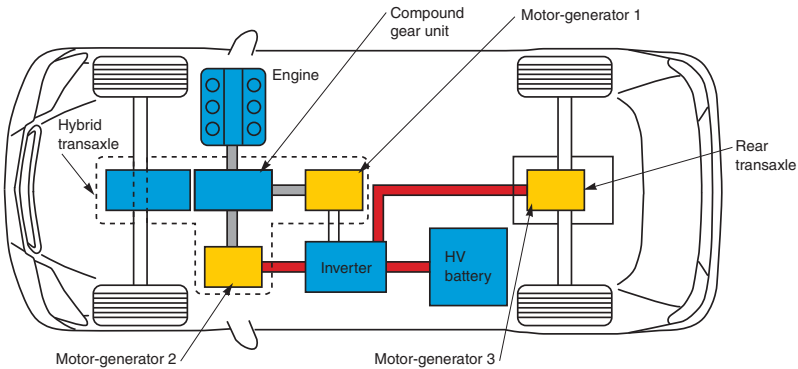 Compound
gear unit
Motor-generator 1
Engine
Hybrid
transaxle
Rear
transaxle
Inverter
HV
battery
Motor-generator 2
Motor-generator 3